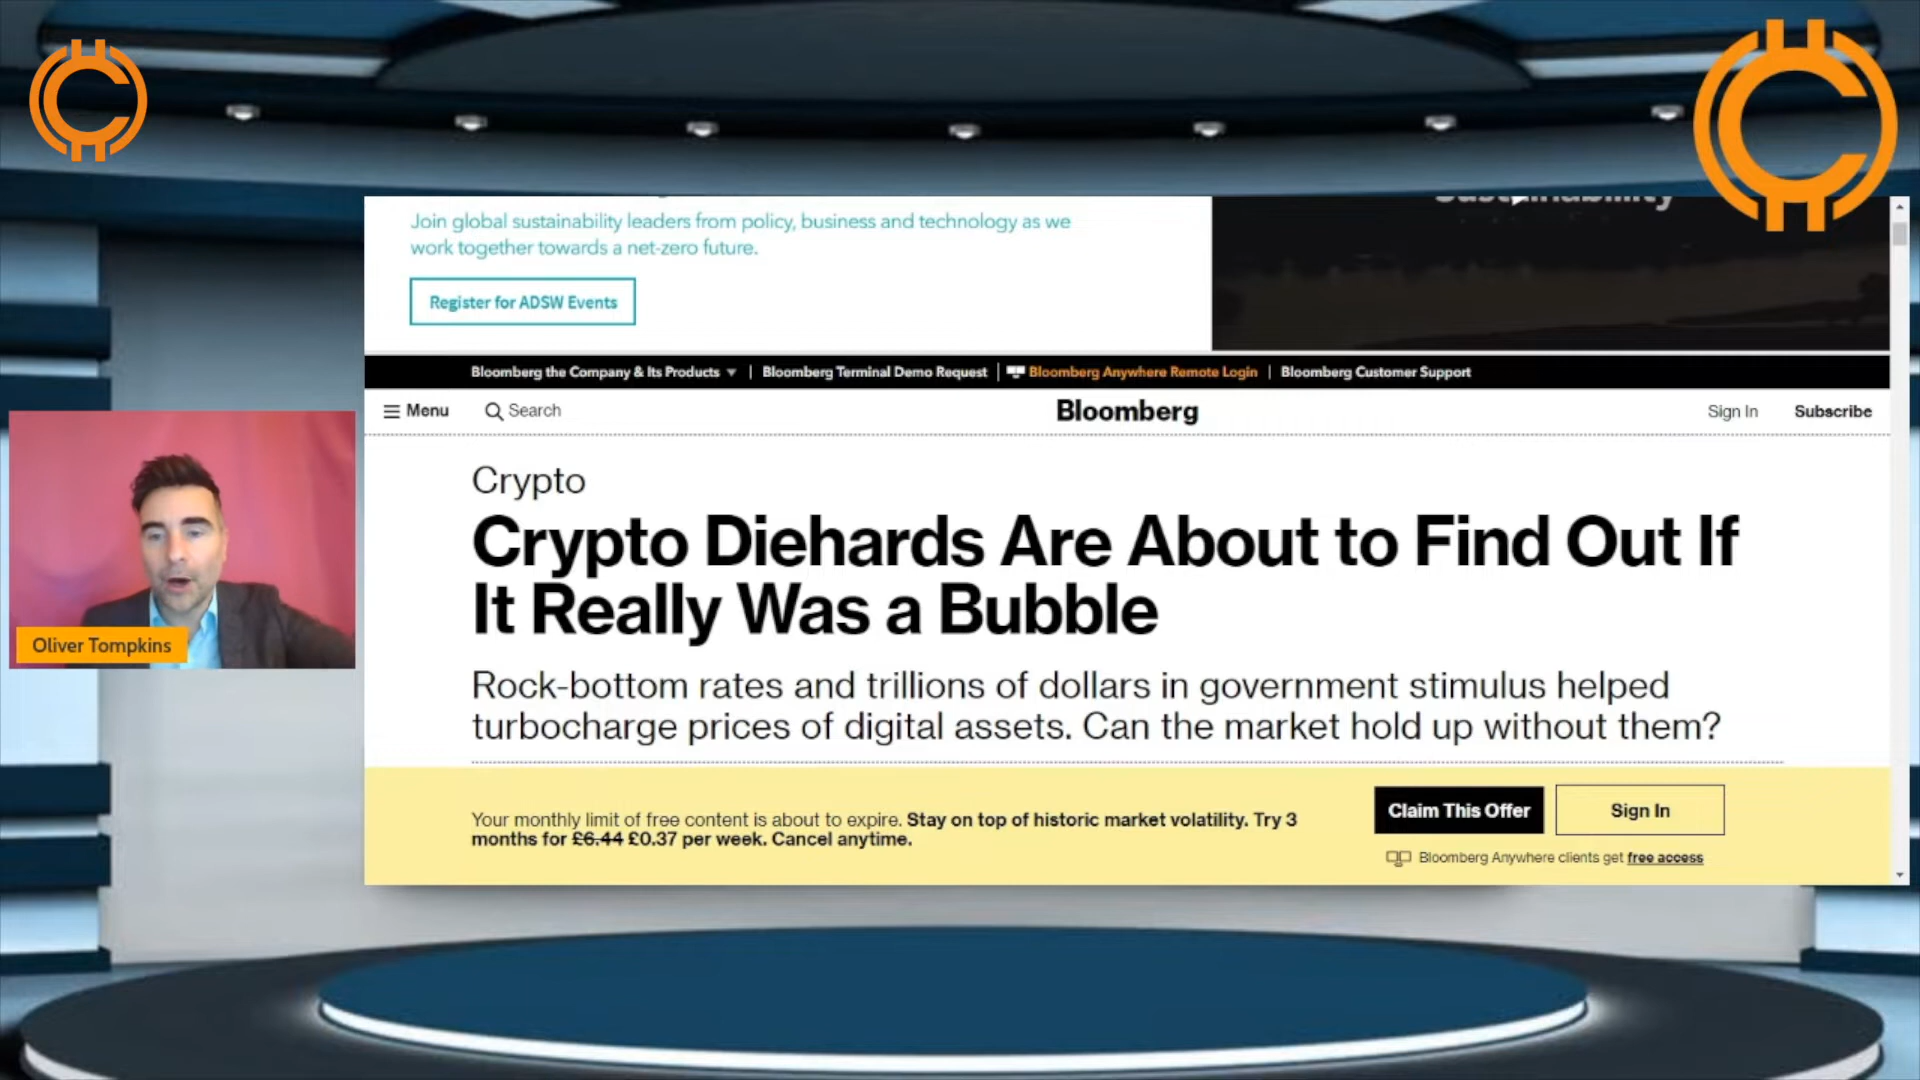 Sustainability
Join global sustainability leaders from policy, business and technology as we
work together towards a net-zero future.
Register for ADSW Events
Bloomberg the Company & Its Products ▼ | Bloomberg Terminal Demo Request | Bloomberg Anywhere Remote Login | Bloomberg Customer Support
Menu Search Bloomberg Sign In Subscribe
Crypto
Crypto Diehards Are About to Find Out If
It Really Was a Bubble
Rock-bottom rates and trillions of dollars in government stimulus helped
turbocharge prices of digital assets. Can the market hold up without them?
Your monthly limit of free content is about to expire. Stay on top of historic market volatility. Try 3
months for £6.44 £0.37 per week. Cancel anytime.
Claim This Offer Sign In
Bloomberg Anywhere clients get free access
Oliver Tompkins